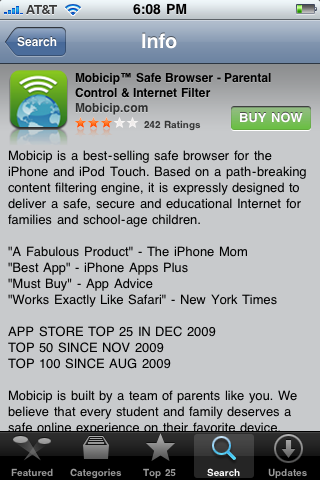 AT&T 6:08 PM
Search Info
Mobicip™ Safe Browser - Parental
Control & Internet Filter
Mobicip.com
242 Ratings
BUY NOW
Mobicip is a best-selling safe browser for the
iPhone and iPod Touch. Based on a path-breaking
content filtering engine, it is expressly designed to
deliver a safe, secure and educational Internet for
families and school-age children.
"A Fabulous Product" - The iPhone Mom
"Best App" - iPhone Apps Plus
"Must Buy" - App Advice
"Works Exactly Like Safari" - New York Times
APP STORE TOP 25 IN DEC 2009
TOP 50 SINCE NOV 2009
TOP 100 SINCE AUG 2009
Mobicip is built by a team of parents like you. We
believe that every student and family deserves a
safe online experience on their favorite device.
Featured Categories Top 25 Search Updates